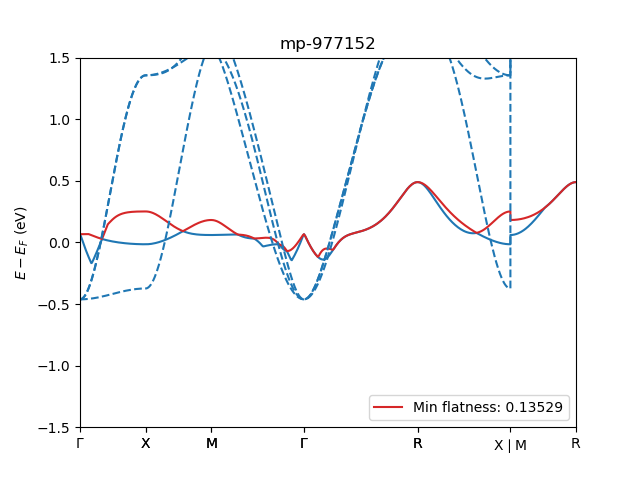 mp-977152
E − E_F (eV)
1.5
1.0
0.5
0.0
−0.5
−1.0
−1.5
Min flatness: 0.13529
Γ X M Γ R X | M R